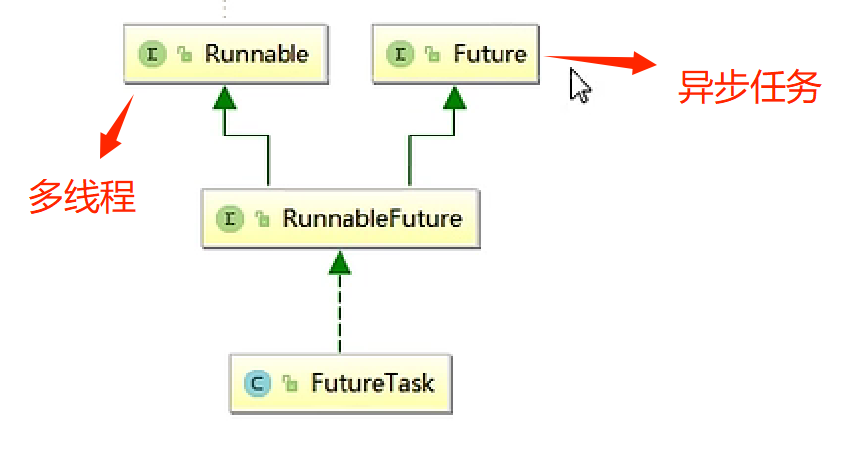 I Runnable
I Future
异步任务
多线程
I RunnableFuture
C FutureTask